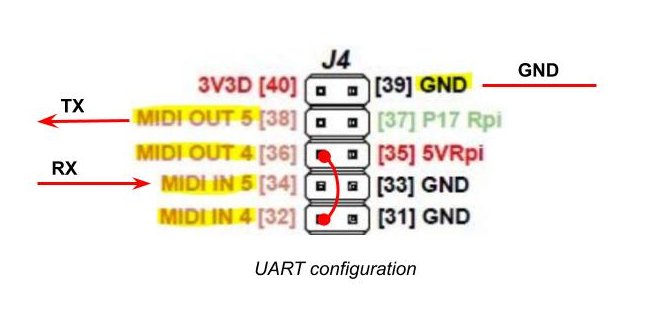 J4
3V3D [40] [39] GND GND
TX MIDI OUT 5 [38] [37] P17 Rpi
MIDI OUT 4 [36] [35] 5VRpi
RX MIDI IN 5 [34] [33] GND
MIDI IN 4 [32] [31] GND
UART configuration